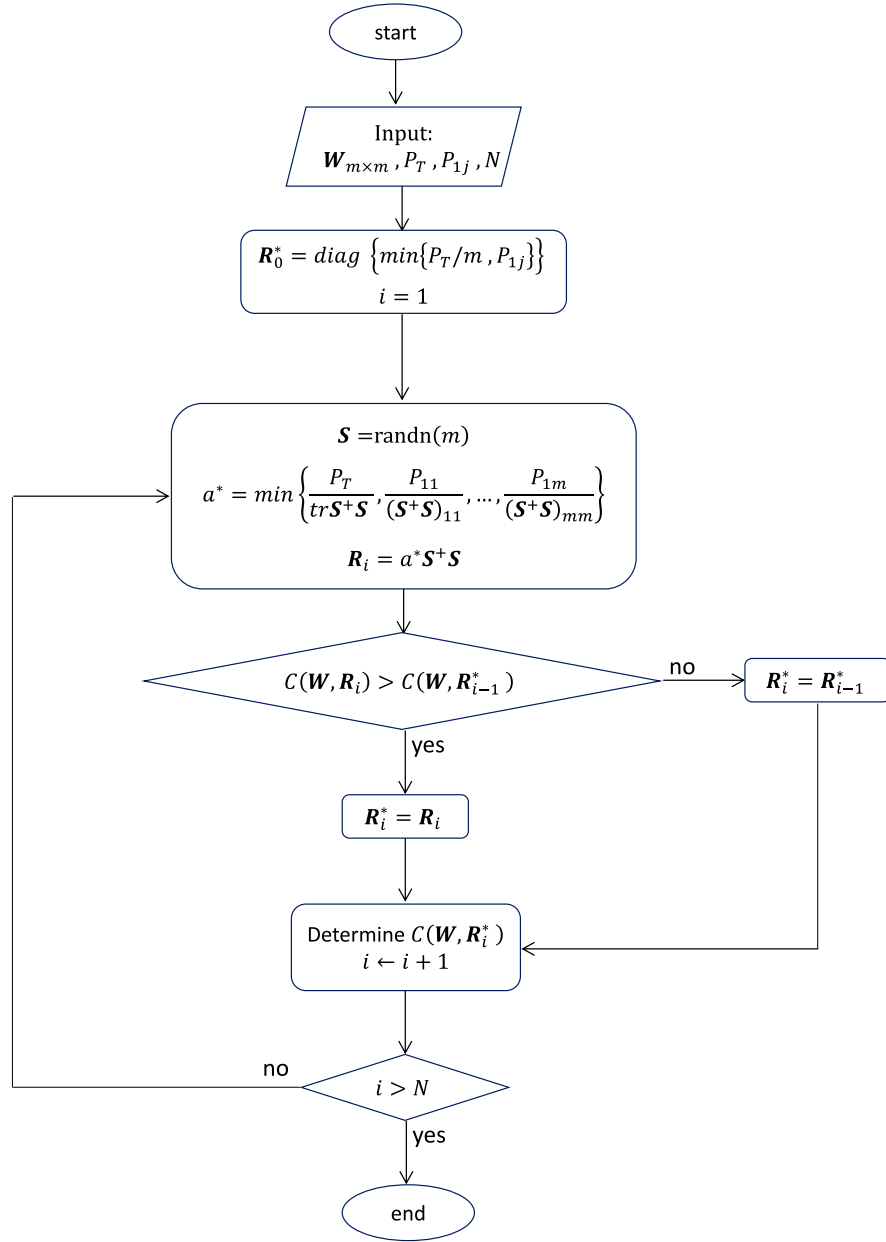 start
Input:
W_{m×m} , P_T , P_{1j} , N
R_0^* = diag {min{P_T/m , P_{1j}}}
i = 1
S =randn(m)
a^* = min{P_T/trS^+S , P_{11}/(S^+S)_{11} , … , P_{1m}/(S^+S)_{mm}}
R_i = a^*S^+S
C(W, R_i) > C(W, R_{i−1}^*)
no
R_i^* = R_{i−1}^*
yes
R_i^* = R_i
Determine C(W, R_i^*)
i ← i + 1
no
i > N
yes
end